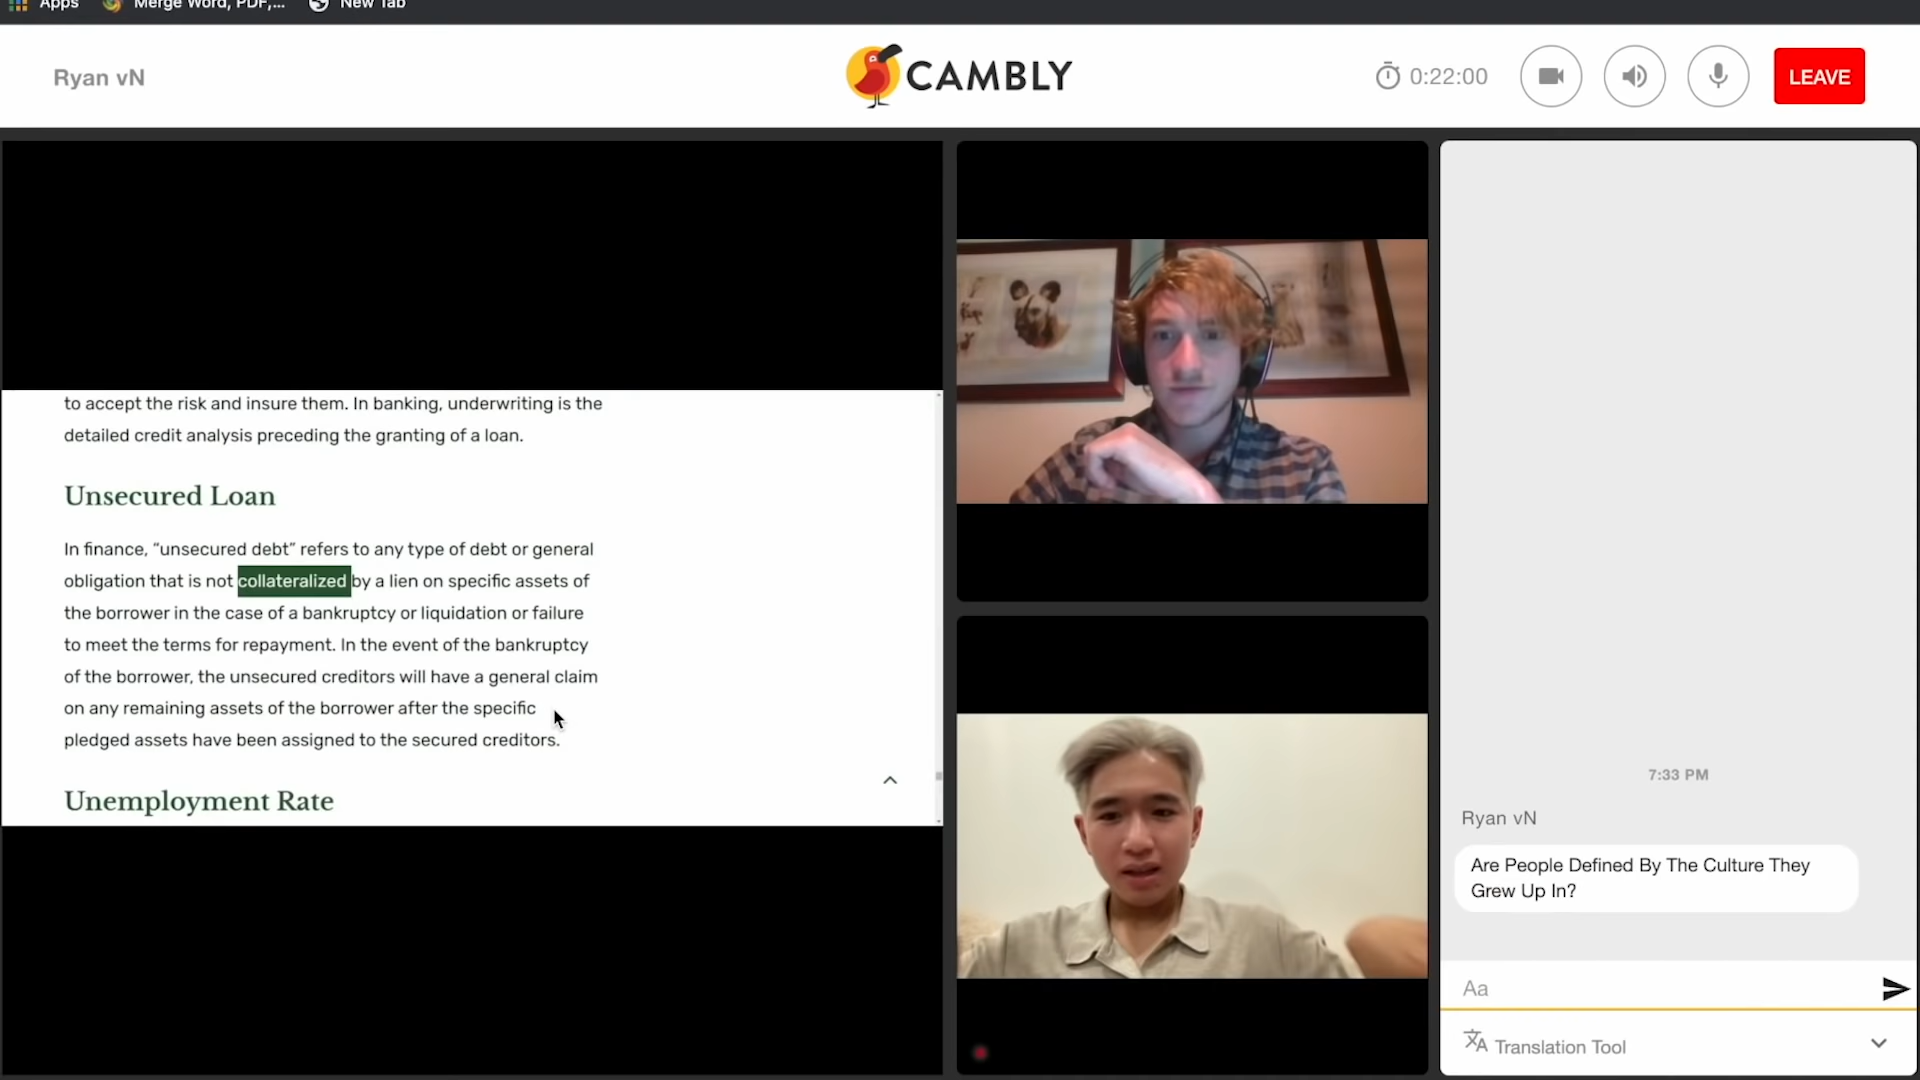 Apps Merge Word, PDF,... New Tab
Ryan vN
CAMBLY
0:22:00
LEAVE
to accept the risk and insure them. In banking, underwriting is the
detailed credit analysis preceding the granting of a loan.
Unsecured Loan
In finance, “unsecured debt” refers to any type of debt or general
obligation that is not collateralized by a lien on specific assets of
the borrower in the case of a bankruptcy or liquidation or failure
to meet the terms for repayment. In the event of the bankruptcy
of the borrower, the unsecured creditors will have a general claim
on any remaining assets of the borrower after the specific
pledged assets have been assigned to the secured creditors.
Unemployment Rate
7:33 PM
Ryan vN
Are People Defined By The Culture They
Grew Up In?
Aa
Translation Tool